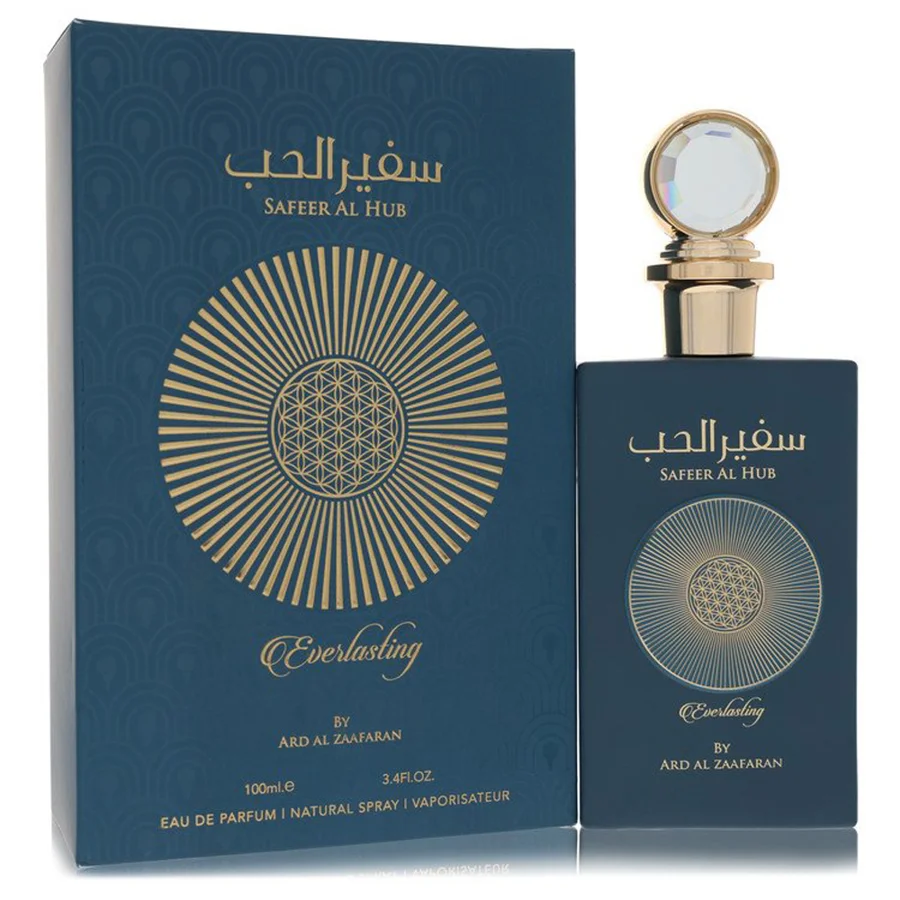 سفير الحب
SAFEER AL HUB
Everlasting
BY
ARD AL ZAAFARAN
100ml.e 3.4FL.OZ.
EAU DE PARFUM | NATURAL SPRAY | VAPORISATEUR
سفير الحب
SAFEER AL HUB
Everlasting
BY
ARD AL ZAAFARAN